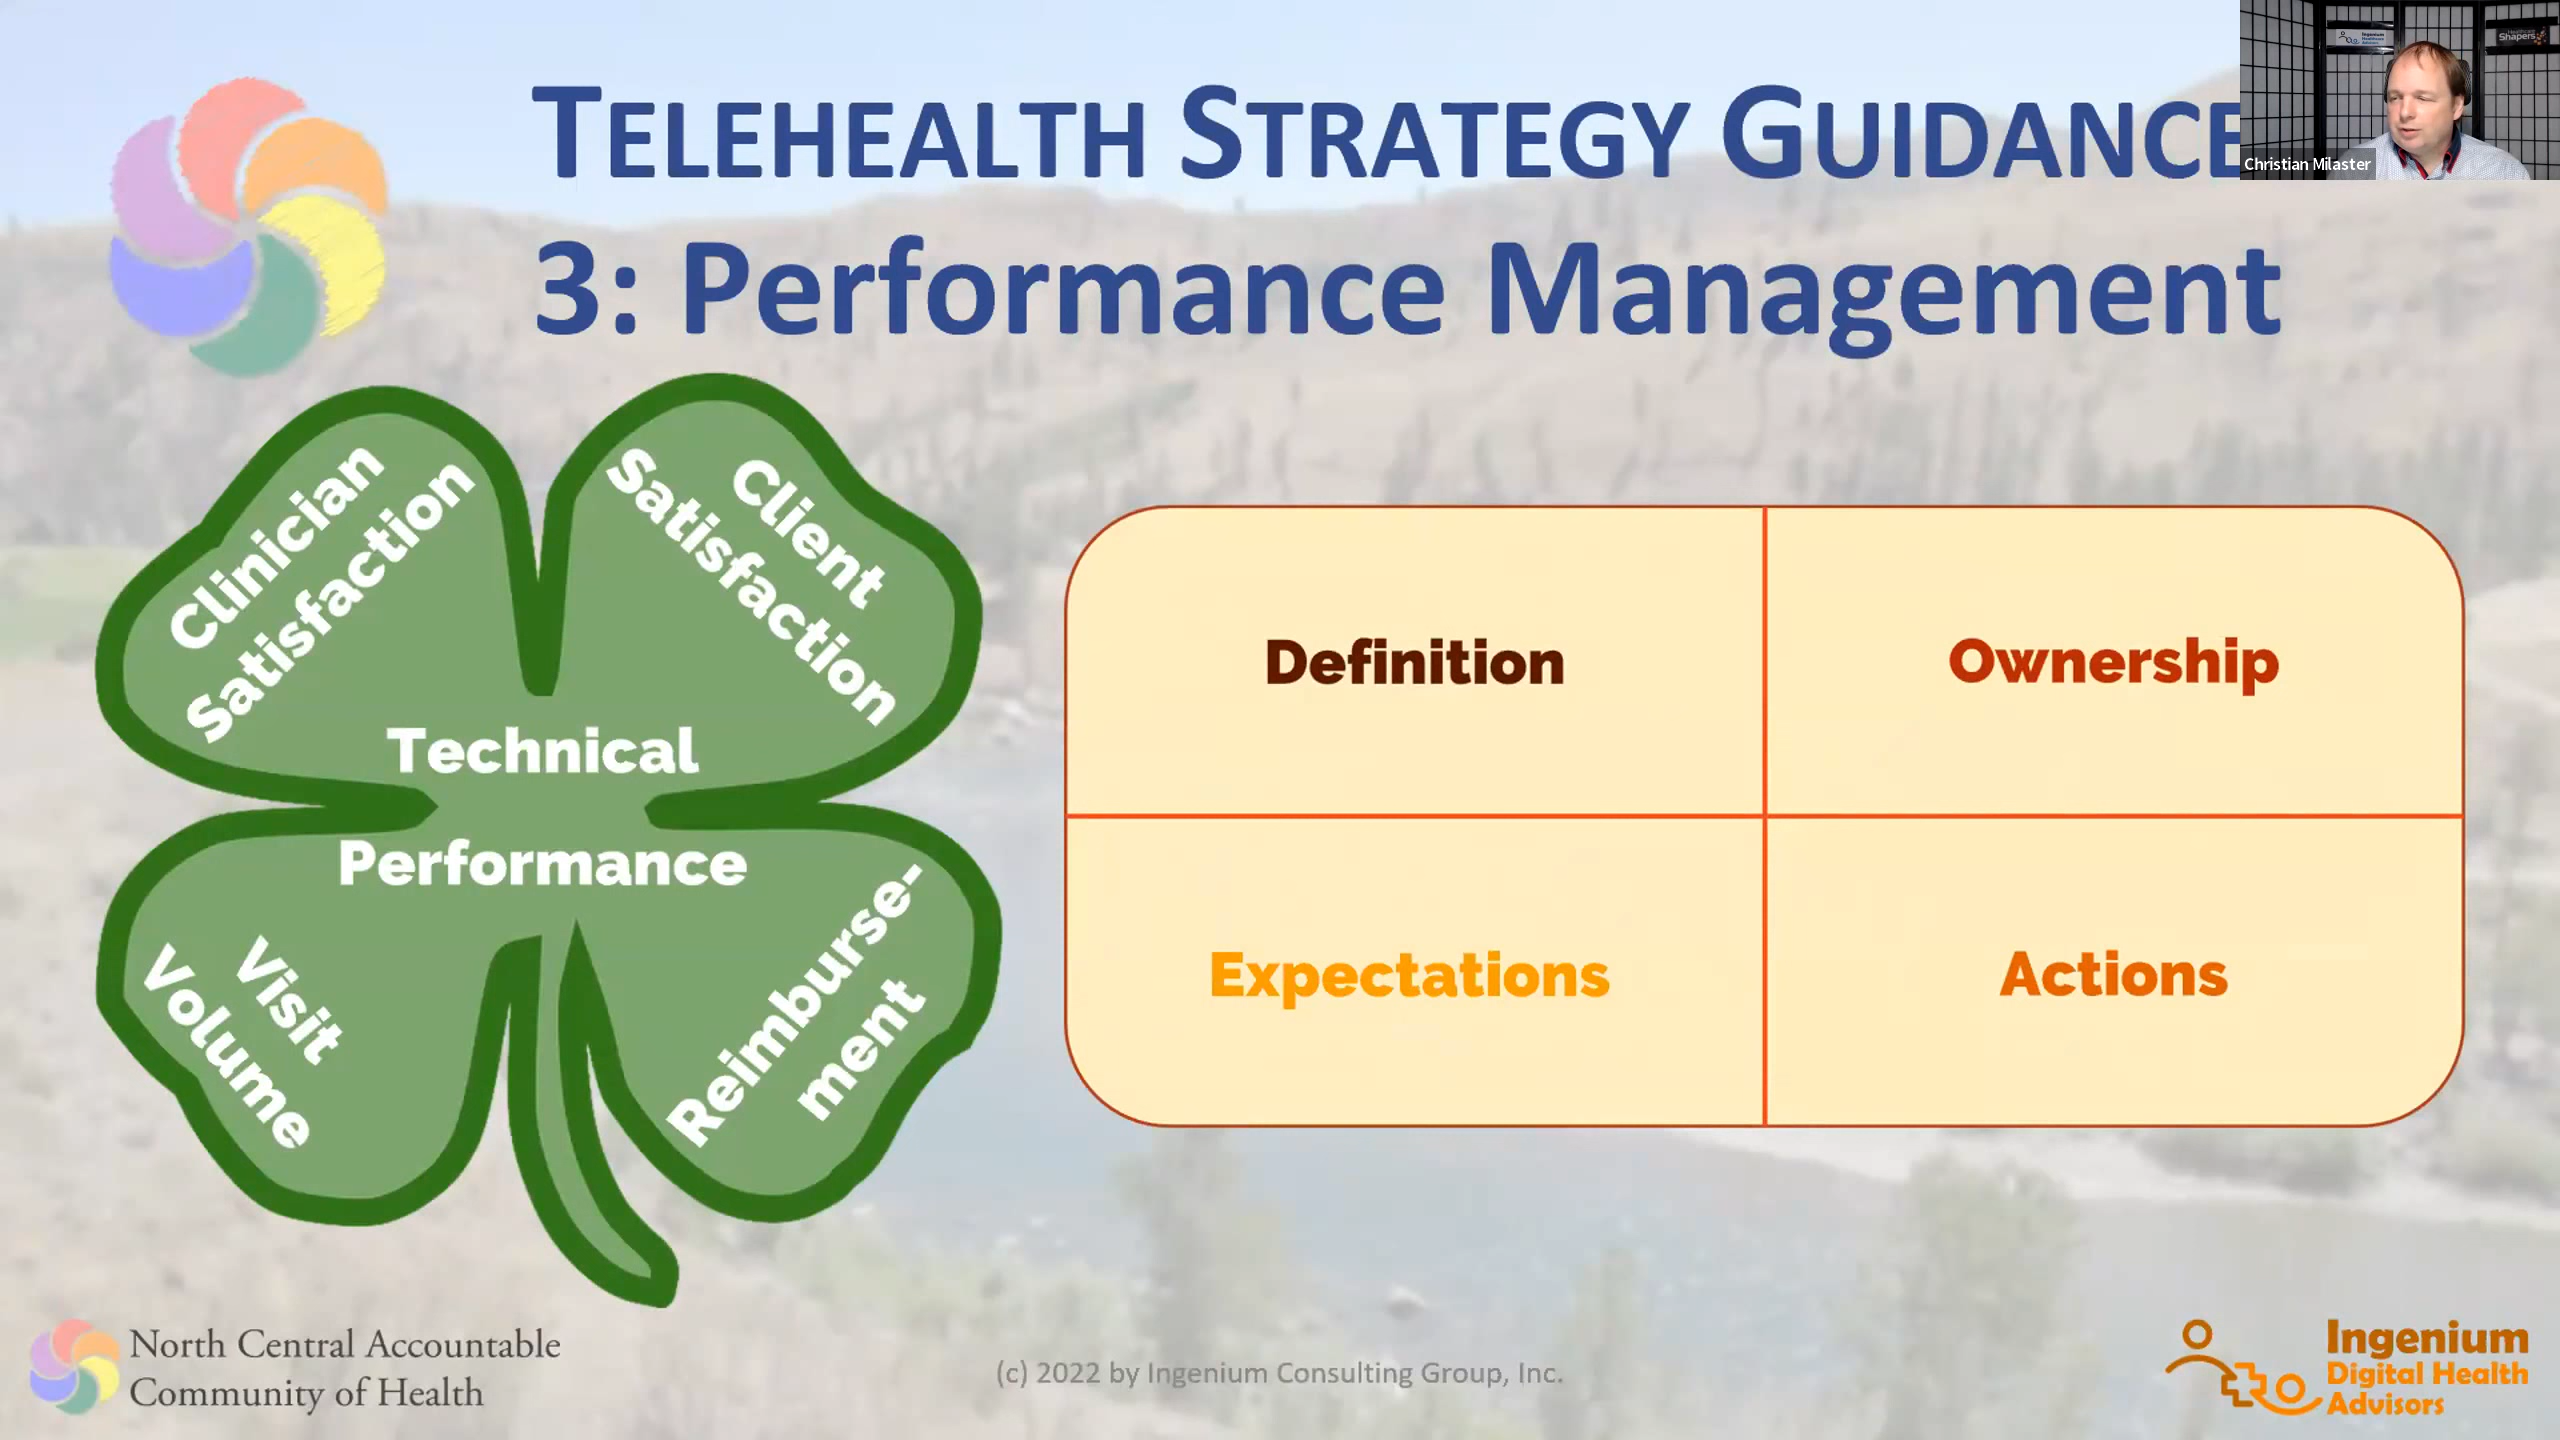 TELEHEALTH STRATEGY GUIDANCE
3: Performance Management
Christian Milaster
Ingenium
Shapers
Clinician
Satisfaction
Client
Satisfaction
Technical
Performance
Visit
Volume
Reimburse-
ment
Definition
Ownership
Expectations
Actions
North Central Accountable
Community of Health
(c) 2022 by Ingenium Consulting Group, Inc.
Ingenium
Digital Health
Advisors